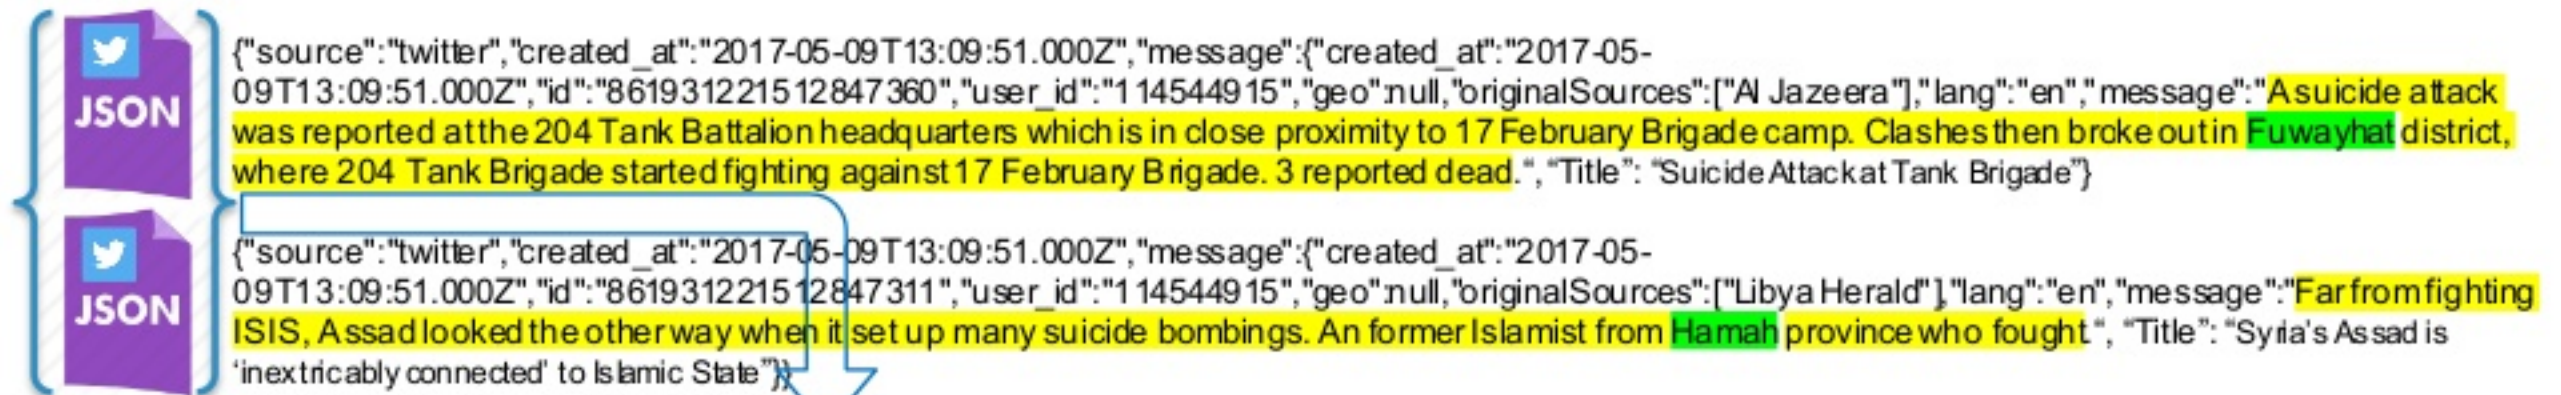 JSON
{"source":"twitter","created_at":"2017-05-09T13:09:51.000Z","message":{"created_at":"2017-05-
09T13:09:51.000Z","id":"861931221512847360","user_id":"114544915","geo":null,"originalSources":["Al Jazeera"],"lang":"en","message":"A suicide attack
was reported at the 204 Tank Battalion headquarters which is in close proximity to 17 February Brigade camp. Clashes then broke out in Fuwayhat district,
where 204 Tank Brigade started fighting against 17 February Brigade. 3 reported dead.“, “Title”: “Suicide Attack at Tank Brigade”}
JSON
{"source":"twitter","created_at":"2017-05-09T13:09:51.000Z","message":{"created_at":"2017-05-
09T13:09:51.000Z","id":"861931221512847311","user_id":"114544915","geo":null,"originalSources":["Libya Herald"],"lang":"en","message":"Far from fighting
ISIS, Assad looked the other way when it set up many suicide bombings. An former Islamist from Hamah province who fought.“, “Title”: “Syria's Assad is
‘inextricably connected’ to Islamic State”}}